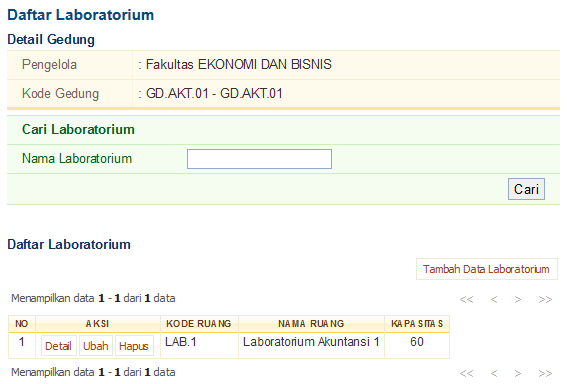 Daftar Laboratorium
Detail Gedung
Pengelola : Fakultas EKONOMI DAN BISNIS
Kode Gedung : GD.AKT.01 - GD.AKT.01
Cari Laboratorium
Nama Laboratorium
Cari
Daftar Laboratorium
Tambah Data Laboratorium
Menampilkan data 1 - 1 dari 1 data << < > >>
NO AKSI KODE RUANG NAMA RUANG KAPASITAS
1 Detail Ubah Hapus LAB.1 Laboratorium Akuntansi 1 60
Menampilkan data 1 - 1 dari 1 data << < > >>